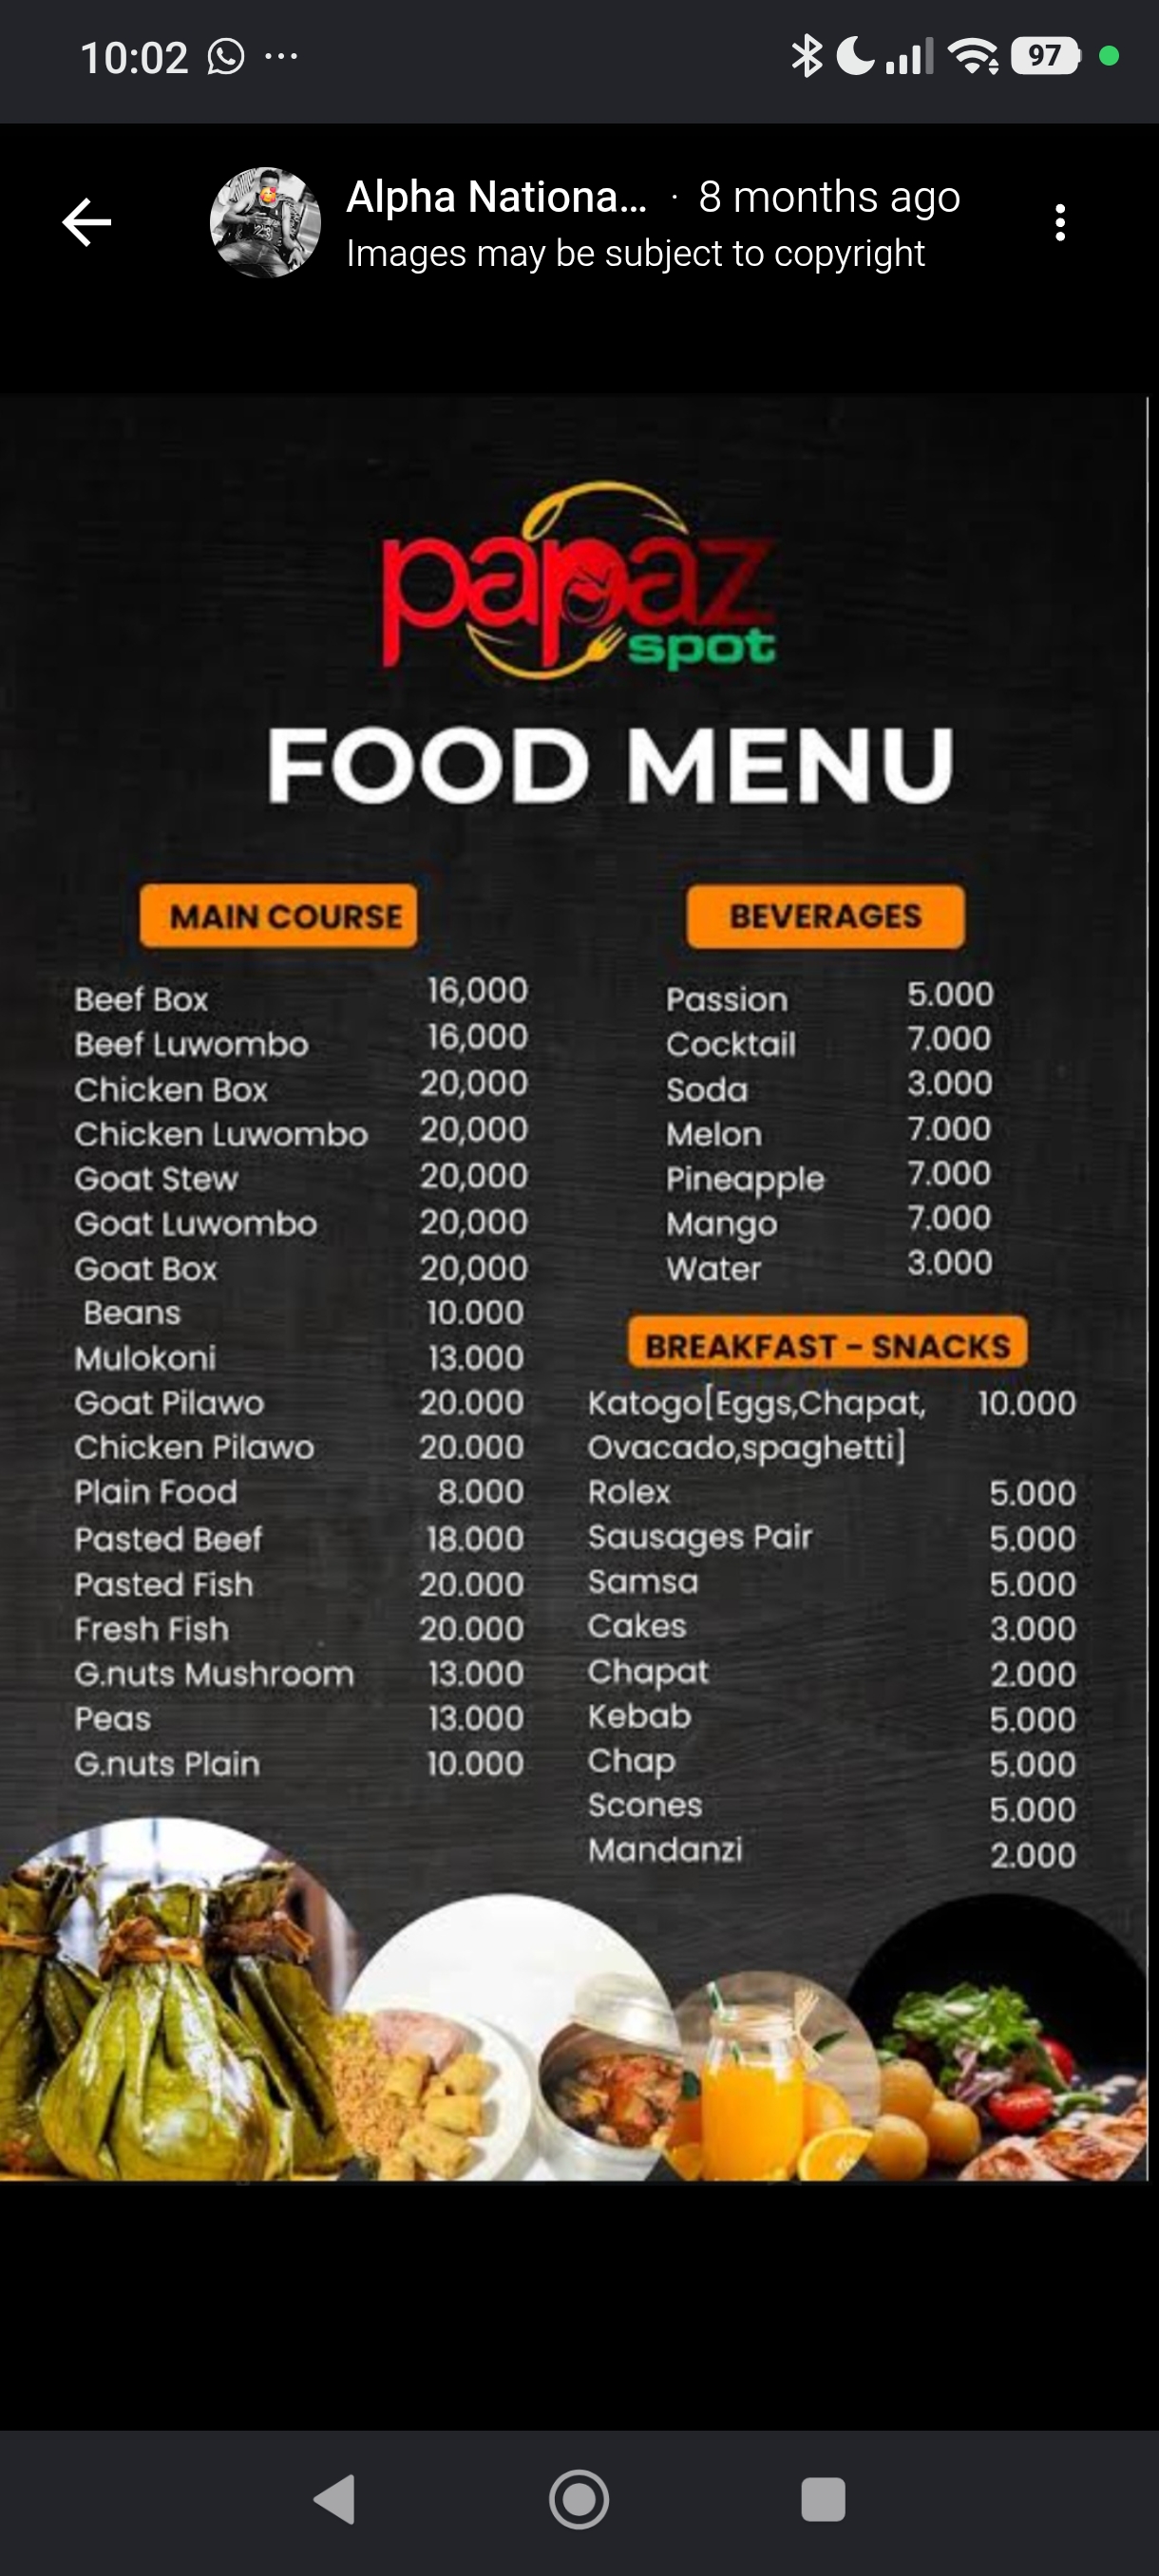 10:02
97
Alpha Nationa... · 8 months ago
Images may be subject to copyright
papaz
spot
FOOD MENU
MAIN COURSE
Beef Box 16,000
Beef Luwombo 16,000
Chicken Box 20,000
Chicken Luwombo 20,000
Goat Stew 20,000
Goat Luwombo 20,000
Goat Box 20,000
Beans 10.000
Mulokoni 13.000
Goat Pilawo 20.000
Chicken Pilawo 20.000
Plain Food 8.000
Pasted Beef 18.000
Pasted Fish 20.000
Fresh Fish 20.000
G.nuts Mushroom 13.000
Peas 13.000
G.nuts Plain 10.000
BEVERAGES
Passion 5.000
Cocktail 7.000
Soda 3.000
Melon 7.000
Pineapple 7.000
Mango 7.000
Water 3.000
BREAKFAST - SNACKS
Katogo[Eggs,Chapat, 10.000
Ovacado,spaghetti]
Rolex 5.000
Sausages Pair 5.000
Samsa 5.000
Cakes 3.000
Chapat 2.000
Kebab 5.000
Chap 5.000
Scones 5.000
Mandanzi 2.000